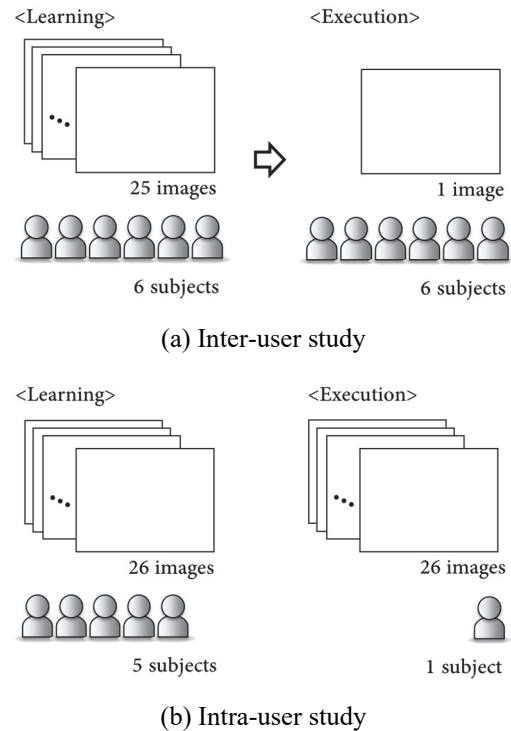 <Learning>
<Execution>
25 images
1 image
6 subjects
6 subjects
(a) Inter-user study
<Learning>
<Execution>
26 images
26 images
5 subjects
1 subject
(b) Intra-user study